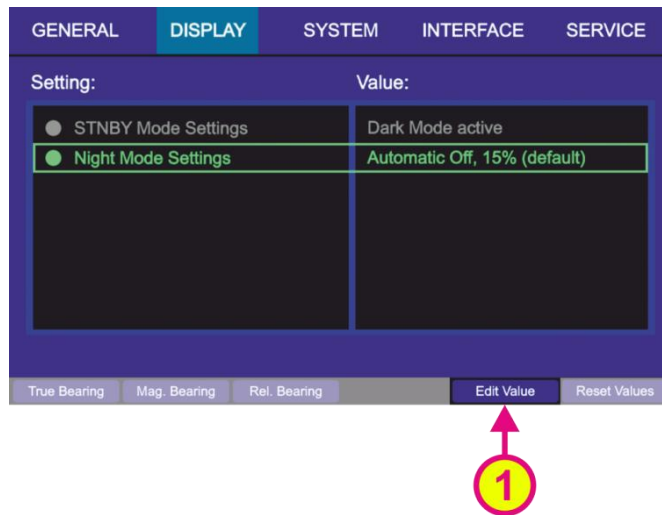 GENERAL DISPLAY SYSTEM INTERFACE SERVICE
Setting: Value:
STNBY Mode Settings Dark Mode active
Night Mode Settings Automatic Off, 15% (default)
True Bearing Mag. Bearing Rel. Bearing Edit Value Reset Values
1